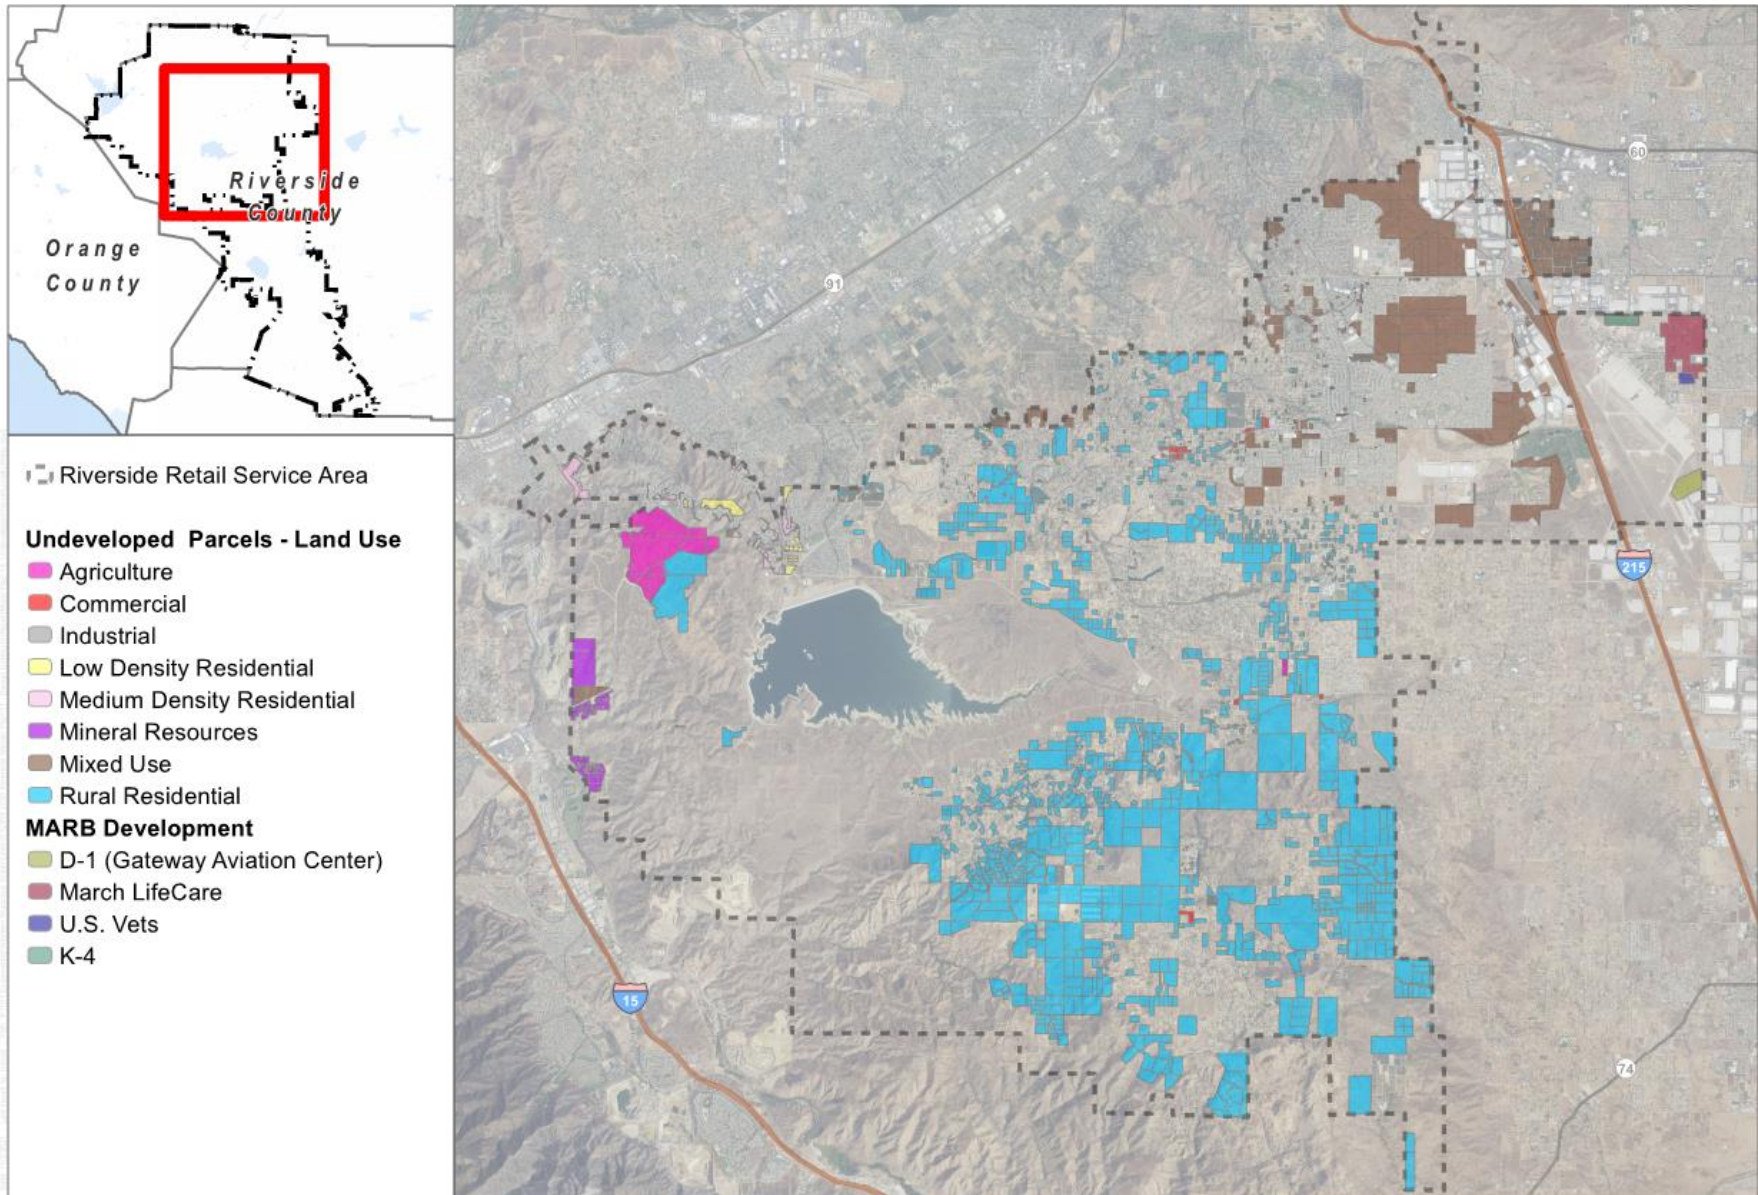 Riverside
County
Orange
County
Riverside Retail Service Area
Undeveloped Parcels - Land Use
Agriculture
Commercial
Industrial
Low Density Residential
Medium Density Residential
Mineral Resources
Mixed Use
Rural Residential
MARB Development
D-1 (Gateway Aviation Center)
March LifeCare
U.S. Vets
K-4
60
91
215
15
74